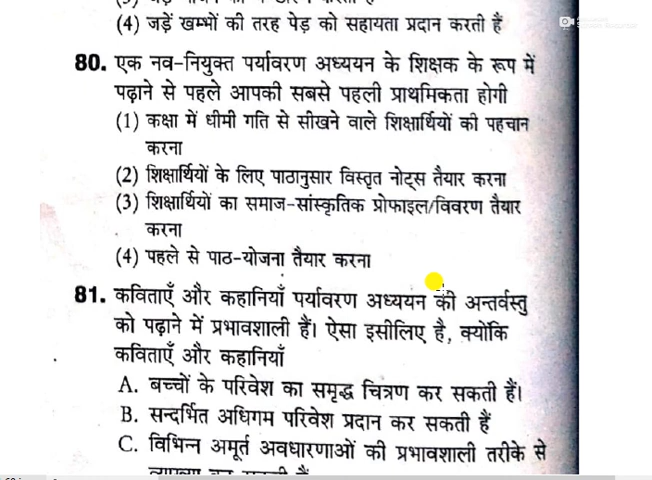 (4) जड़ें खम्भों की तरह पेड़ को सहायता प्रदान करती हैं
80. एक नव-नियुक्त पर्यावरण अध्ययन के शिक्षक के रूप में
पढ़ाने से पहले आपकी सबसे पहली प्राथमिकता होगी
(1) कक्षा में धीमी गति से सीखने वाले शिक्षार्थियों की पहचान
करना
(2) शिक्षार्थियों के लिए पाठानुसार विस्तृत नोट्स तैयार करना
(3) शिक्षार्थियों का समाज-सांस्कृतिक प्रोफाइल/विवरण तैयार
करना
(4) पहले से पाठ-योजना तैयार करना
81. कविताएँ और कहानियाँ पर्यावरण अध्ययन की अन्तर्वस्तु
को पढ़ाने में प्रभावशाली हैं। ऐसा इसीलिए है, क्योंकि
कविताएँ और कहानियाँ
A. बच्चों के परिवेश का समृद्ध चित्रण कर सकती हैं।
B. सन्दर्भित अधिगम परिवेश प्रदान कर सकती हैं
C. विभिन्न अमूर्त अवधारणाओं की प्रभावशाली तरीके से